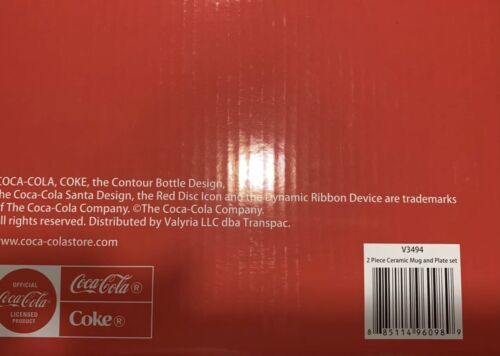 COCA-COLA, COKE, the Contour Bottle Design,
he Coca-Cola Santa Design, the Red Disc Icon and the Dynamic Ribbon Device are trademarks
f The Coca-Cola Company. ©The Coca-Cola Company.
ll rights reserved. Distributed by Valyria LLC dba Transpac.
www.coca-colastore.com
OFFICIAL
Coca-Cola
LICENSED
PRODUCT
Coca-Cola®
Coke®
V3494
2 Piece Ceramic Mug and Plate set
8 85114 96098 9